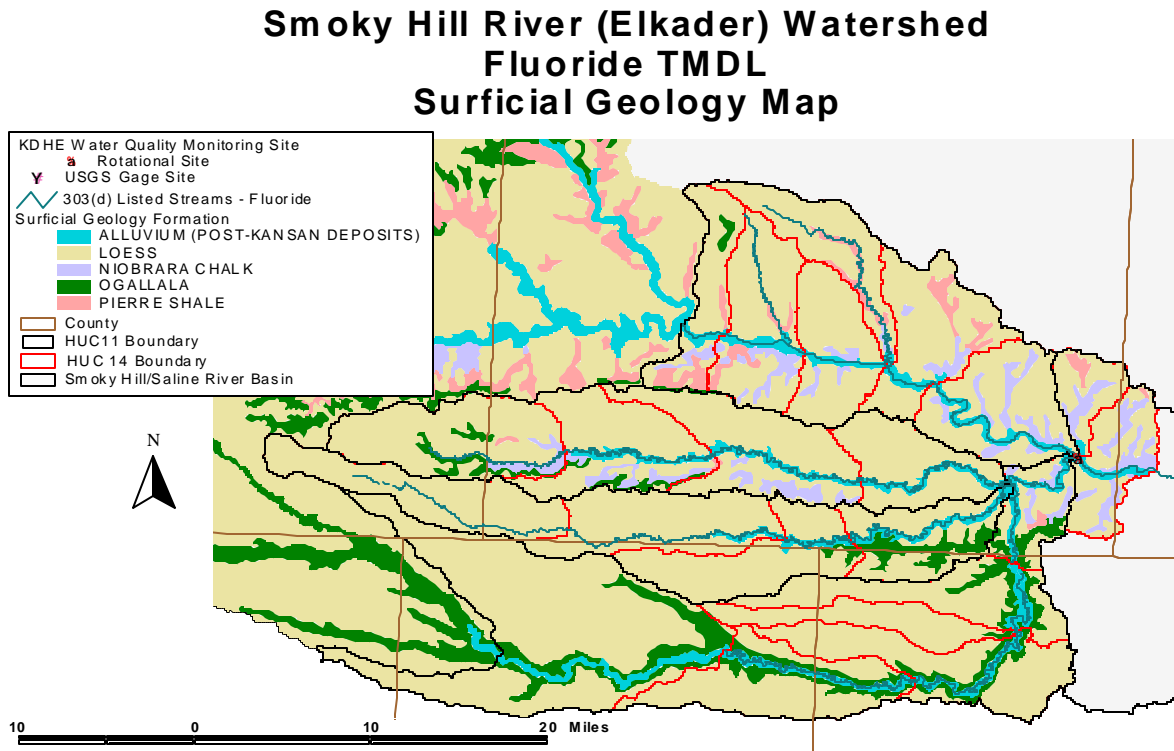 Smoky Hill River (Elkader) Watershed
Fluoride TMDL
Surficial Geology Map
KDHE Water Quality Monitoring Site
a Rotational Site
Y USGS Gage Site
303(d) Listed Streams - Fluoride
Surficial Geology Formation
ALLUVIUM (POST-KANSAN DEPOSITS)
LOESS
NIOBRARA CHALK
OGALLALA
PIERRE SHALE
County
HUC11 Boundary
HUC 14 Boundary
Smoky Hill/Saline River Basin
N
10 0 10 20 Miles